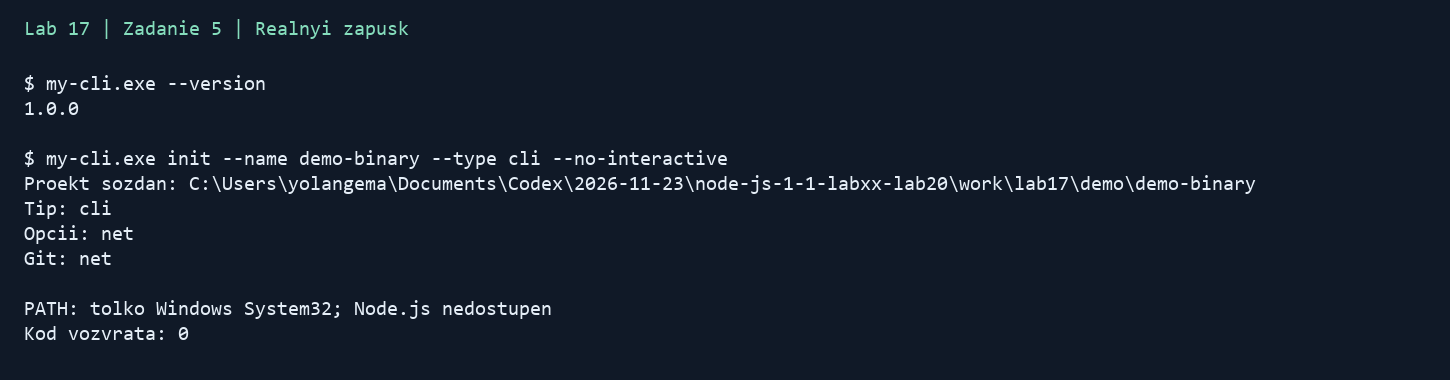 Lab 17 | Zadanie 5 | Realnyi zapusk
$ my-cli.exe --version
1.0.0
$ my-cli.exe init --name demo-binary --type cli --no-interactive
Proekt sozdan: C:\Users\yolangema\Documents\Codex\2026-11-23\node-js-1-1-labxx-lab20\work\lab17\demo\demo-binary
Tip: cli
Opcii: net
Git: net
PATH: tolko Windows System32; Node.js nedostupen
Kod vozvrata: 0